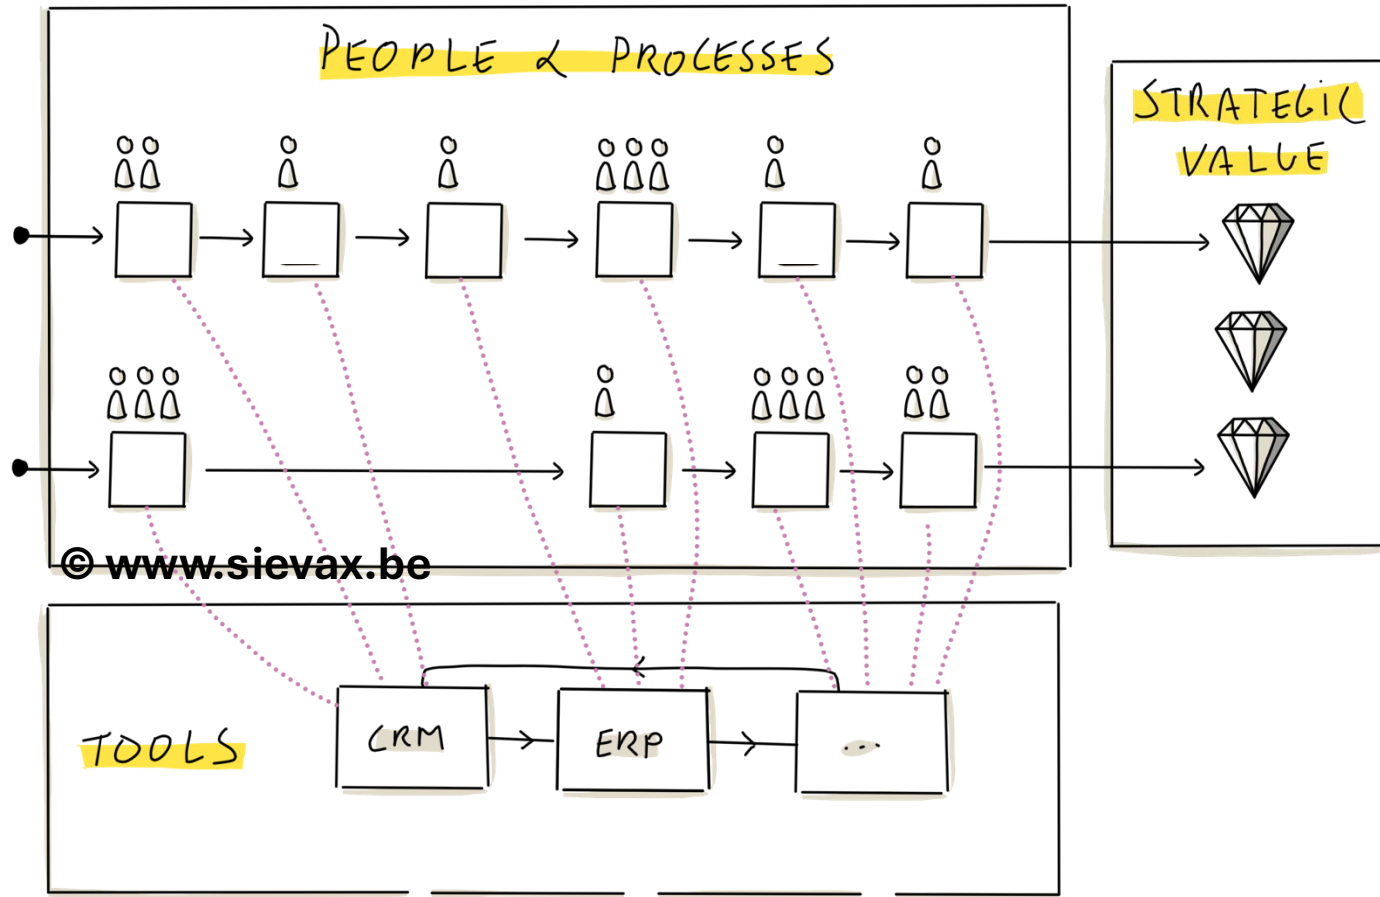 PEOPLE & PROCESSES
STRATEGIC
VALUE
© www.sievax.be
TOOLS
CRM
ERP
...